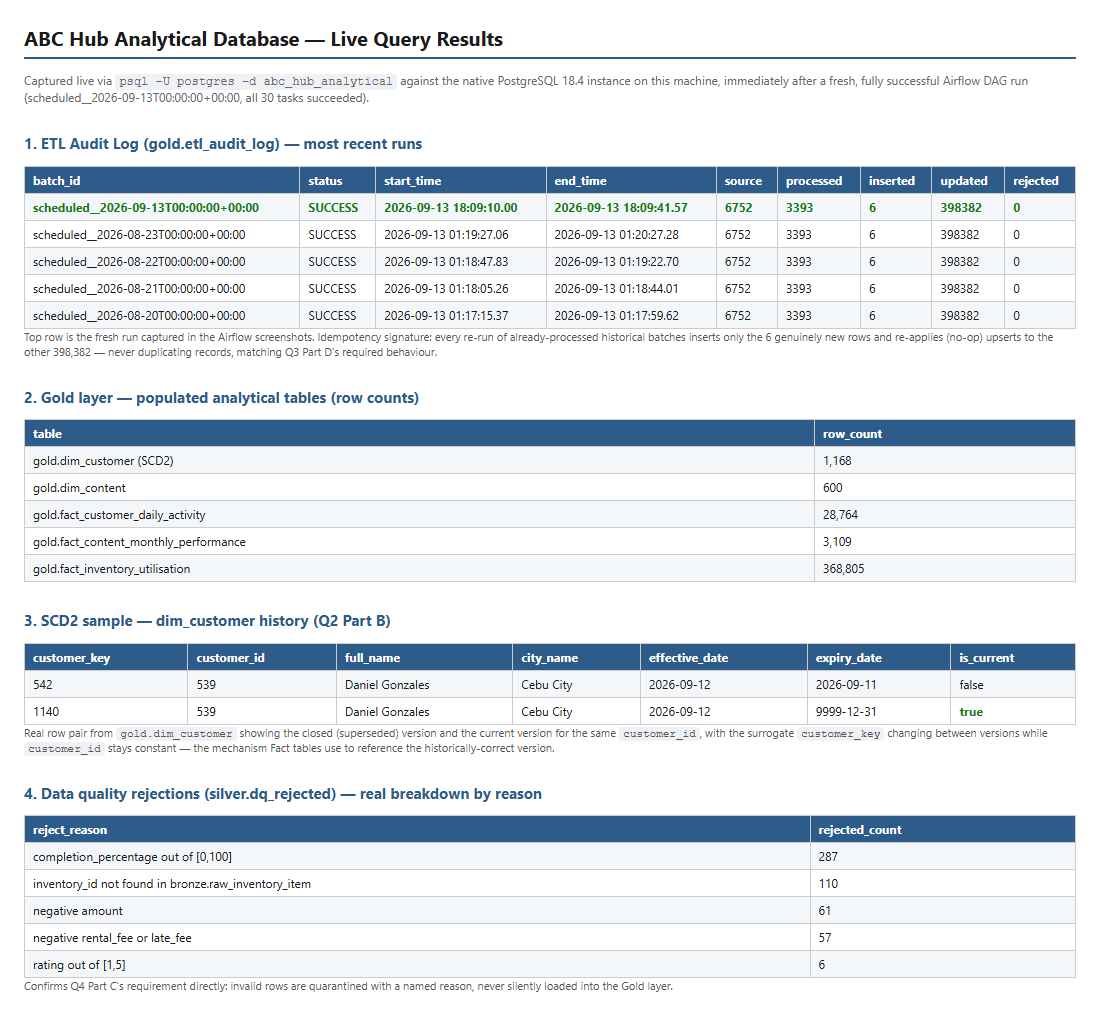 ABC Hub Analytical Database — Live Query Results
Captured live via psql -U postgres -d abc_hub_analytical against the native PostgreSQL 18.4 instance on this machine, immediately after a fresh, fully successful Airflow DAG run
(scheduled__2026-09-13T00:00:00+00:00, all 30 tasks succeeded).
1. ETL Audit Log (gold.etl_audit_log) — most recent runs
batch_id status start_time end_time source processed inserted updated rejected
scheduled__2026-09-13T00:00:00+00:00 SUCCESS 2026-09-13 18:09:10.00 2026-09-13 18:09:41.57 6752 3393 6 398382 0
scheduled__2026-08-23T00:00:00+00:00 SUCCESS 2026-09-13 01:19:27.06 2026-09-13 01:20:27.28 6752 3393 6 398382 0
scheduled__2026-08-22T00:00:00+00:00 SUCCESS 2026-09-13 01:18:47.83 2026-09-13 01:19:22.70 6752 3393 6 398382 0
scheduled__2026-08-21T00:00:00+00:00 SUCCESS 2026-09-13 01:18:05.26 2026-09-13 01:18:44.01 6752 3393 6 398382 0
scheduled__2026-08-20T00:00:00+00:00 SUCCESS 2026-09-13 01:17:15.37 2026-09-13 01:17:59.62 6752 3393 6 398382 0
Top row is the fresh run captured in the Airflow screenshots. Idempotency signature: every re-run of already-processed historical batches inserts only the 6 genuinely new rows and re-applies (no-op) upserts to the
other 398,382 — never duplicating records, matching Q3 Part D's required behaviour.
2. Gold layer — populated analytical tables (row counts)
table row_count
gold.dim_customer (SCD2) 1,168
gold.dim_content 600
gold.fact_customer_daily_activity 28,764
gold.fact_content_monthly_performance 3,109
gold.fact_inventory_utilisation 368,805
3. SCD2 sample — dim_customer history (Q2 Part B)
customer_key customer_id full_name city_name effective_date expiry_date is_current
542 539 Daniel Gonzales Cebu City 2026-09-12 2026-09-11 false
1140 539 Daniel Gonzales Cebu City 2026-09-12 9999-12-31 true
Real row pair from gold.dim_customer showing the closed (superseded) version and the current version for the same customer_id, with the surrogate customer_key changing between versions while
customer_id stays constant — the mechanism Fact tables use to reference the historically-correct version.
4. Data quality rejections (silver.dq_rejected) — real breakdown by reason
reject_reason rejected_count
completion_percentage out of [0,100] 287
inventory_id not found in bronze.raw_inventory_item 110
negative amount 61
negative rental_fee or late_fee 57
rating out of [1,5] 6
Confirms Q4 Part C's requirement directly: invalid rows are quarantined with a named reason, never silently loaded into the Gold layer.